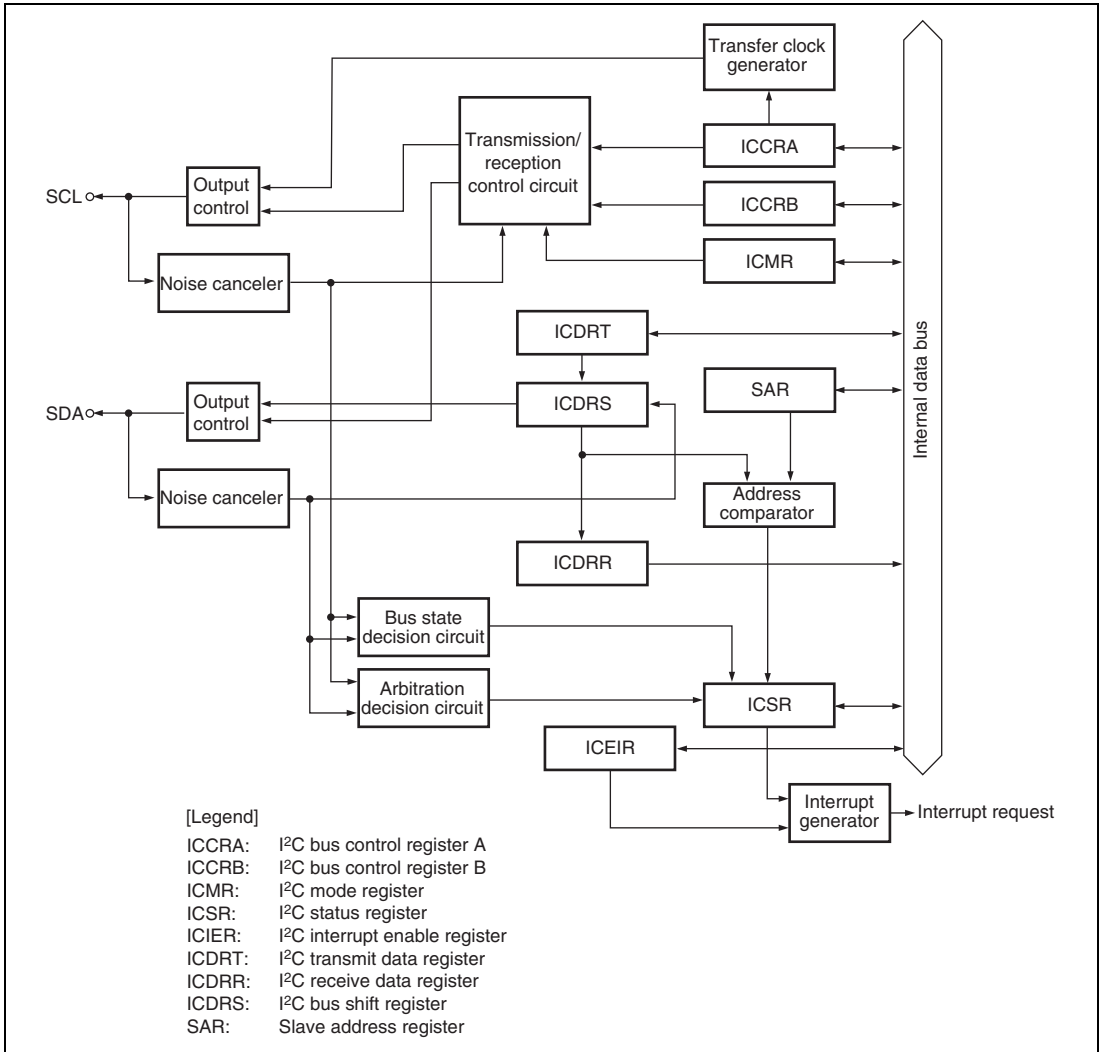 Transfer clock
generator
Transmission/
reception
control circuit
ICCRA
SCL
Output
control
ICCRB
ICMR
Noise canceler
ICDRT
Internal data bus
SDA
Output
control
ICDRS
SAR
Noise canceler
Address
comparator
ICDRR
Bus state
decision circuit
Arbitration
decision circuit
ICSR
ICEIR
Interrupt
generator
Interrupt request
[Legend]
ICCRA: I²C bus control register A
ICCRB: I²C bus control register B
ICMR: I²C mode register
ICSR: I²C status register
ICIER: I²C interrupt enable register
ICDRT: I²C transmit data register
ICDRR: I²C receive data register
ICDRS: I²C bus shift register
SAR: Slave address register